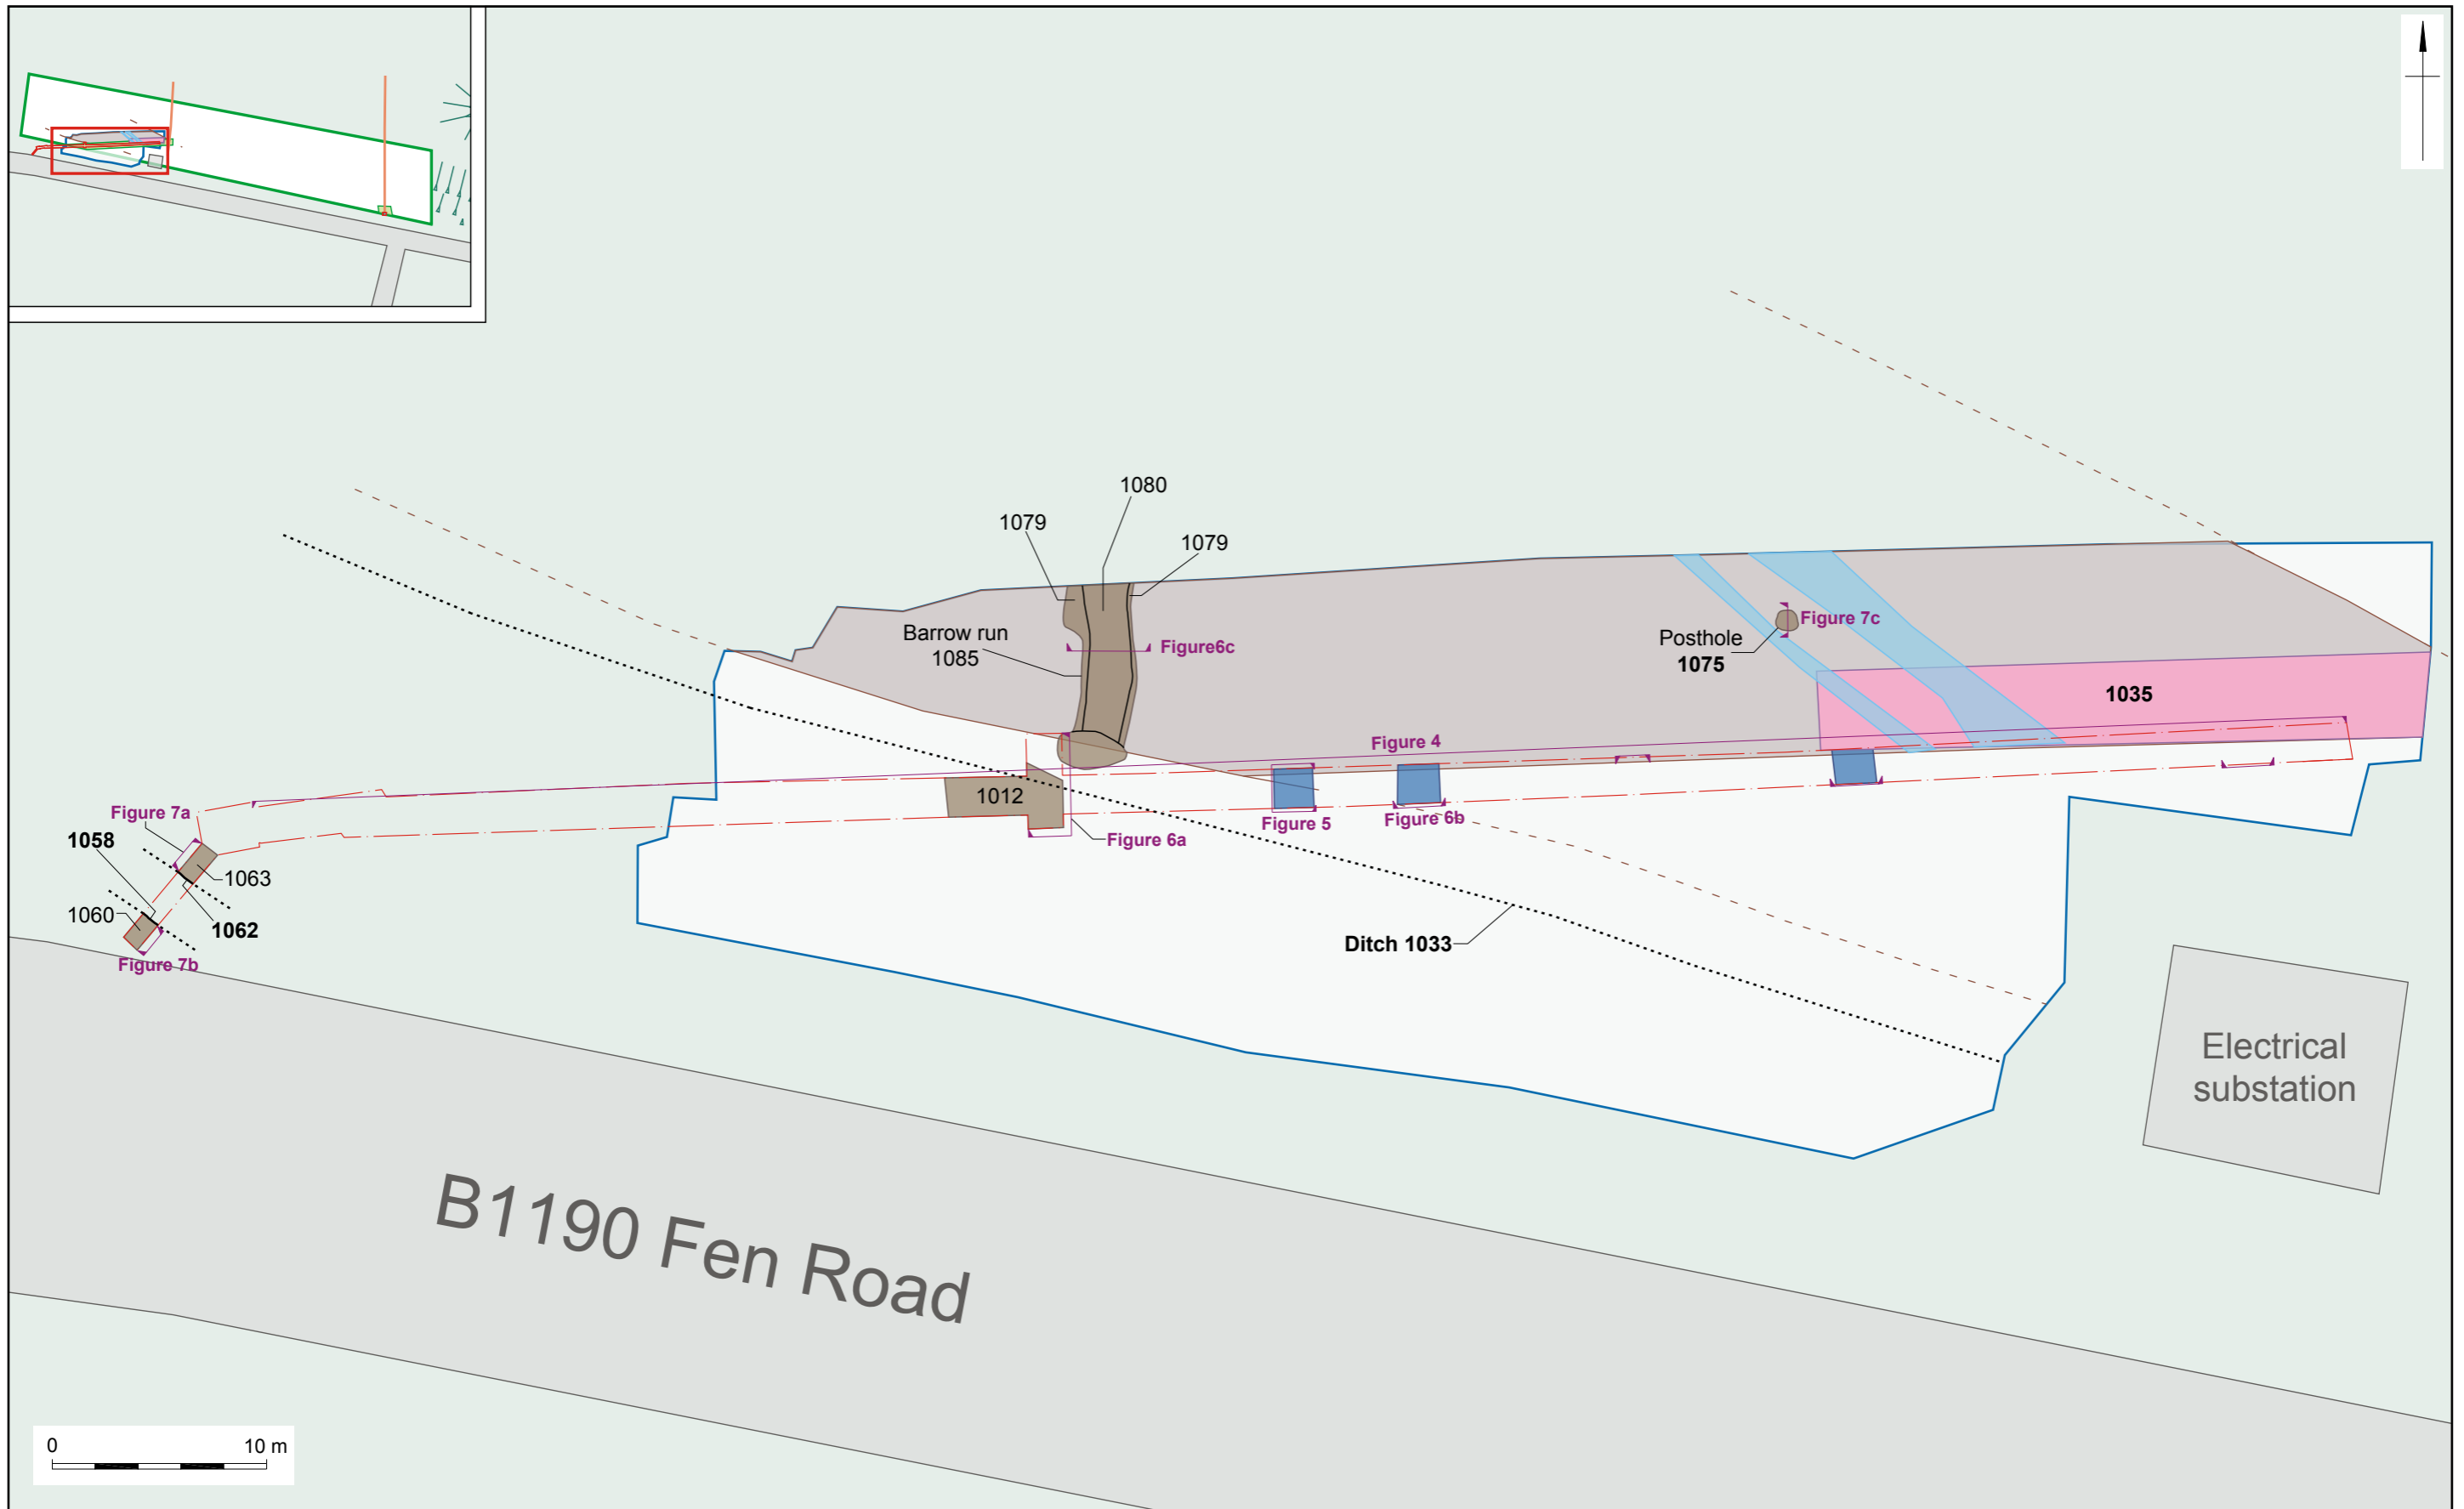 1080
1079
1079
Barrow run
1085
Figure6c
Posthole
1075
Figure 7c
1035
Figure 4
1012
Figure 5
Figure 6b
Figure 6a
Figure 7a
1058
1063
1060
1062
Figure 7b
Ditch 1033
Electrical
substation
B1190 Fen Road
0 10 m